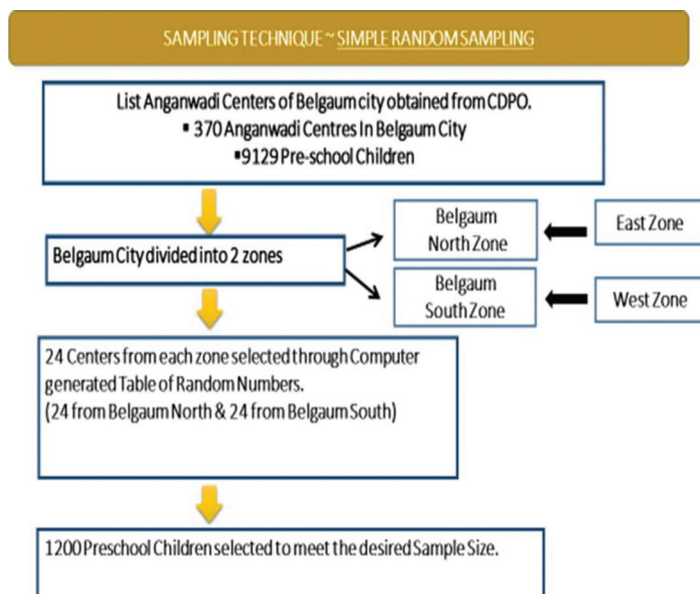 SAMPLING TECHNIQUE ~ SIMPLE RANDOM SAMPLING
List Anganwadi Centers of Belgaum city obtained from CDPO.
▪ 370 Anganwadi Centres In Belgaum City
▪9129 Pre-school Children
Belgaum City divided into 2 zones
Belgaum
North Zone
East Zone
Belgaum
South Zone
West Zone
24 Centers from each zone selected through Computer
generated Table of Random Numbers.
(24 from Belgaum North & 24 from Belgaum South)
1200 Preschool Children selected to meet the desired Sample Size.